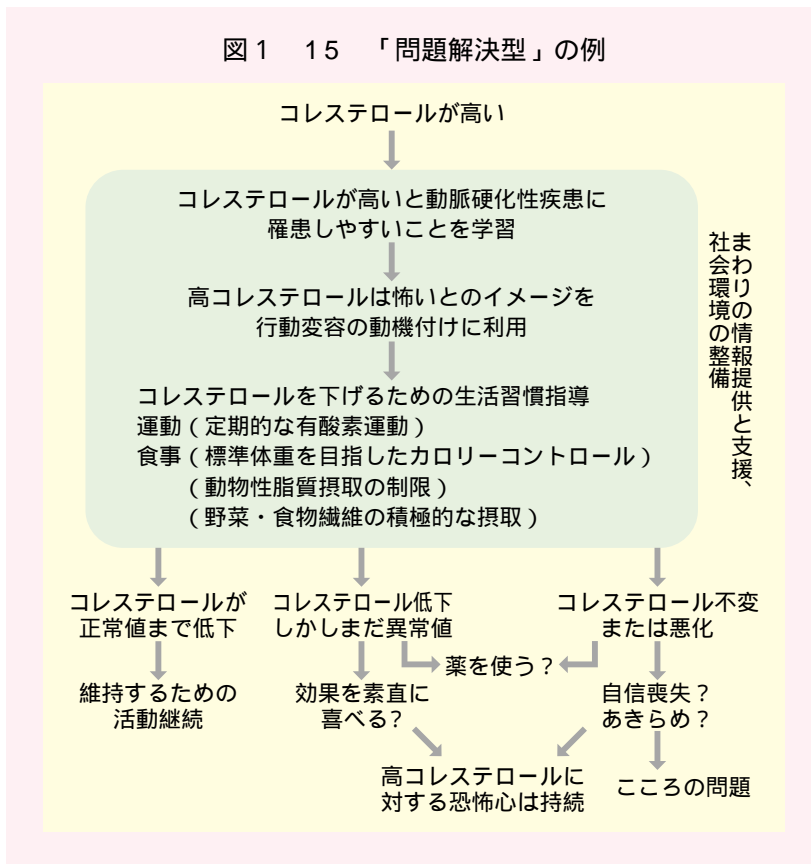 図1　15　「問題解決型」の例
コレステロールが高い
コレステロールが高いと動脈硬化性疾患に
罹患しやすいことを学習
高コレステロールは怖いとのイメージを
行動変容の動機付けに利用
コレステロールを下げるための生活習慣指導
運動（定期的な有酸素運動）
食事（標準体重を目指したカロリーコントロール）
（動物性脂質摂取の制限）
（野菜・食物繊維の積極的な摂取）
まわりの情報提供と支援、
社会環境の整備
コレステロールが
正常値まで低下
コレステロール低下
しかしまだ異常値
コレステロール不変
または悪化
薬を使う？
維持するための
活動継続
効果を素直に
喜べる？
自信喪失？
あきらめ？
高コレステロールに
対する恐怖心は持続
こころの問題